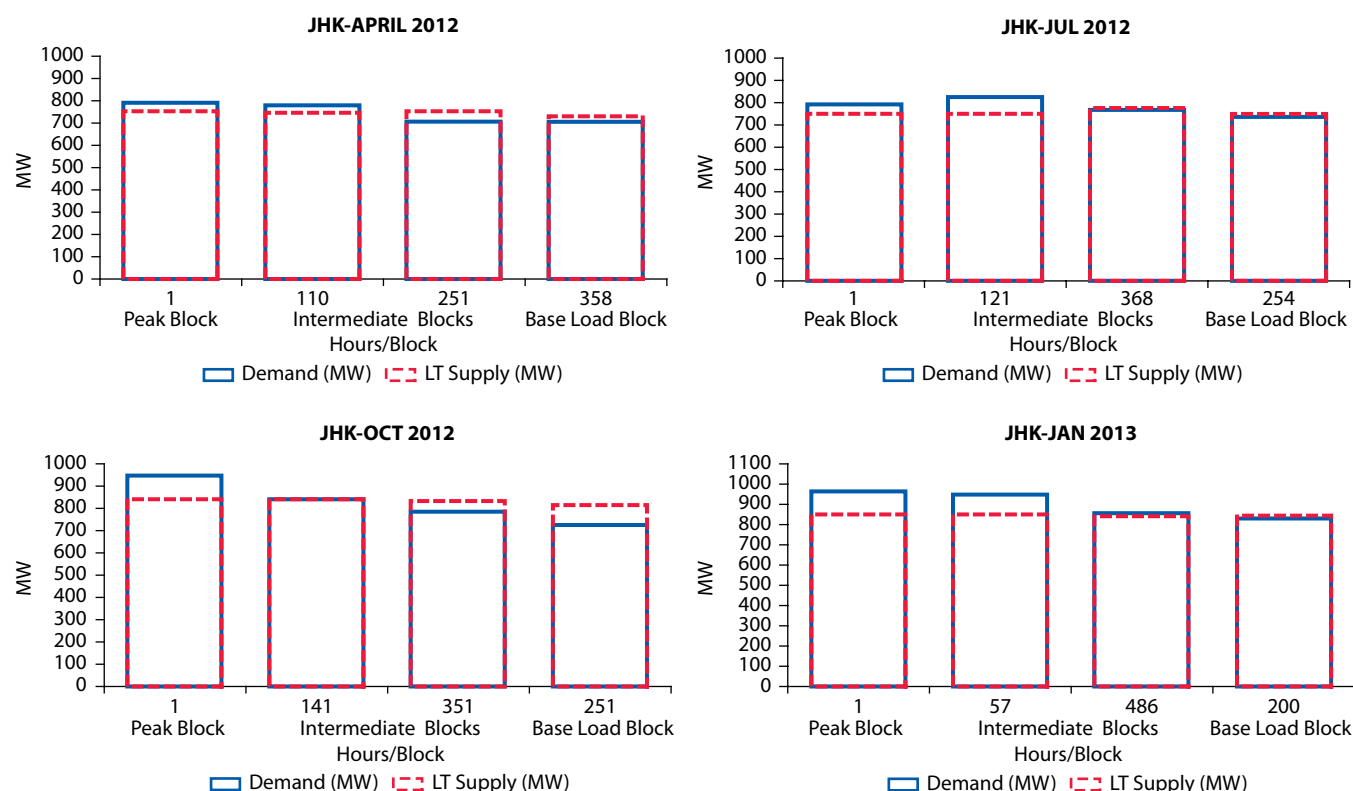 JHK-APRIL 2012
1000
900
800
700
600
500
400
300
200
100
0
MW
1 110 251 358
Peak Block Intermediate Blocks Base Load Block
Hours/Block
Demand (MW) LT Supply (MW)
JHK-JUL 2012
1000
900
800
700
600
500
400
300
200
100
0
MW
1 121 368 254
Peak Block Intermediate Blocks Base Load Block
Hours/Block
Demand (MW) LT Supply (MW)
JHK-OCT 2012
1000
900
800
700
600
500
400
300
200
100
0
MW
1 141 351 251
Peak Block Intermediate Blocks Base Load Block
Hours/Block
Demand (MW) LT Supply (MW)
JHK-JAN 2013
1100
1000
900
800
700
600
500
400
300
200
100
0
MW
1 57 486 200
Peak Block Intermediate Blocks Base Load Block
Hours/Block
Demand (MW) LT Supply (MW)